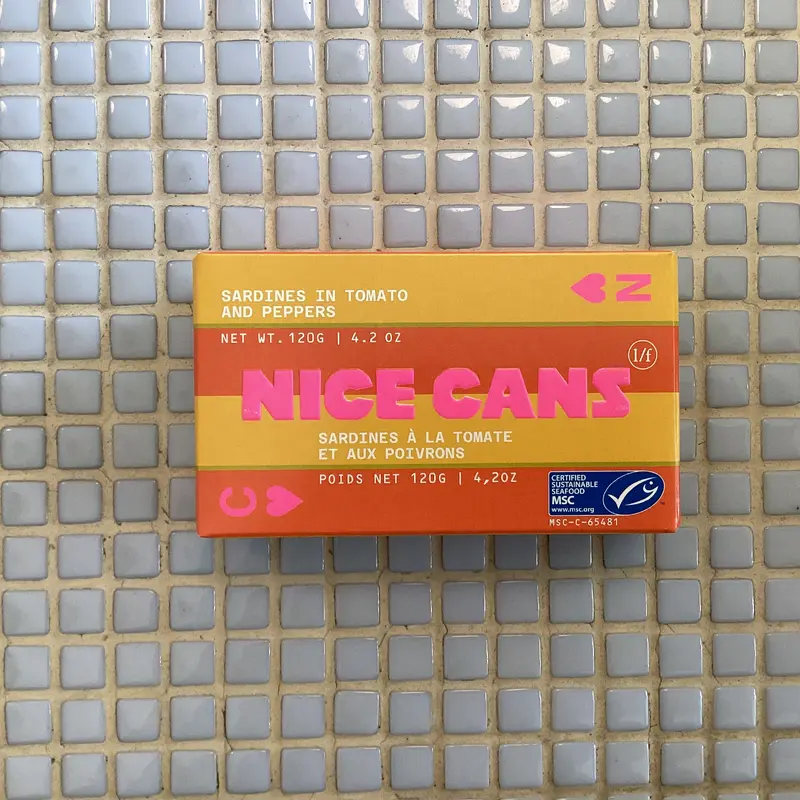 SARDINES IN TOMATO
AND PEPPERS
N
NET WT. 120G | 4.2 OZ
1/f
NICE CANS
SARDINES À LA TOMATE
ET AUX POIVRONS
POIDS NET 120G | 4,2OZ
C
CERTIFIED
SUSTAINABLE
SEAFOOD
MSC
www.msc.org
TM
MSC-C-65481